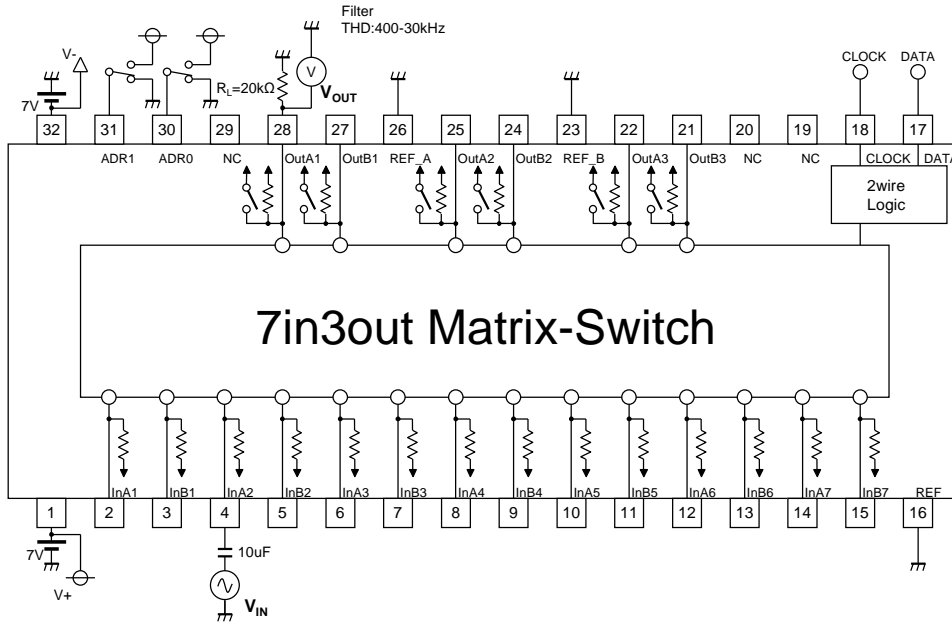 Filter
THD:400-30kHz
V-
7V
RL=20kΩ
V
VOUT
CLOCK
DATA
32 31 30 29 28 27 26 25 24 23 22 21 20 19 18 17
ADR1 ADR0 NC OutA1 OutB1 REF_A OutA2 OutB2 REF_B OutA3 OutB3 NC NC CLOCK DATA
2wire
Logic
7in3out Matrix-Switch
InA1 InB1 InA2 InB2 InA3 InB3 InA4 InB4 InA5 InB5 InA6 InB6 InA7 InB7 REF
1 2 3 4 5 6 7 8 9 10 11 12 13 14 15 16
7V
10uF
V+
VIN